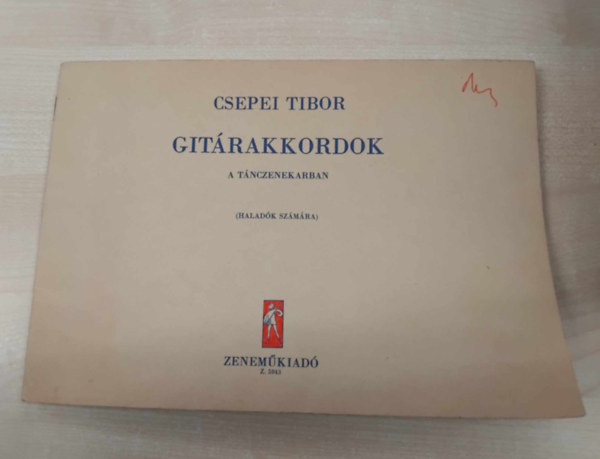 CSEPEI TIBOR
GITÁRAKKORDOK
A TÁNCZENEKARBAN
(HALADÓK SZÁMÁRA)
ZENEMŰKIADÓ